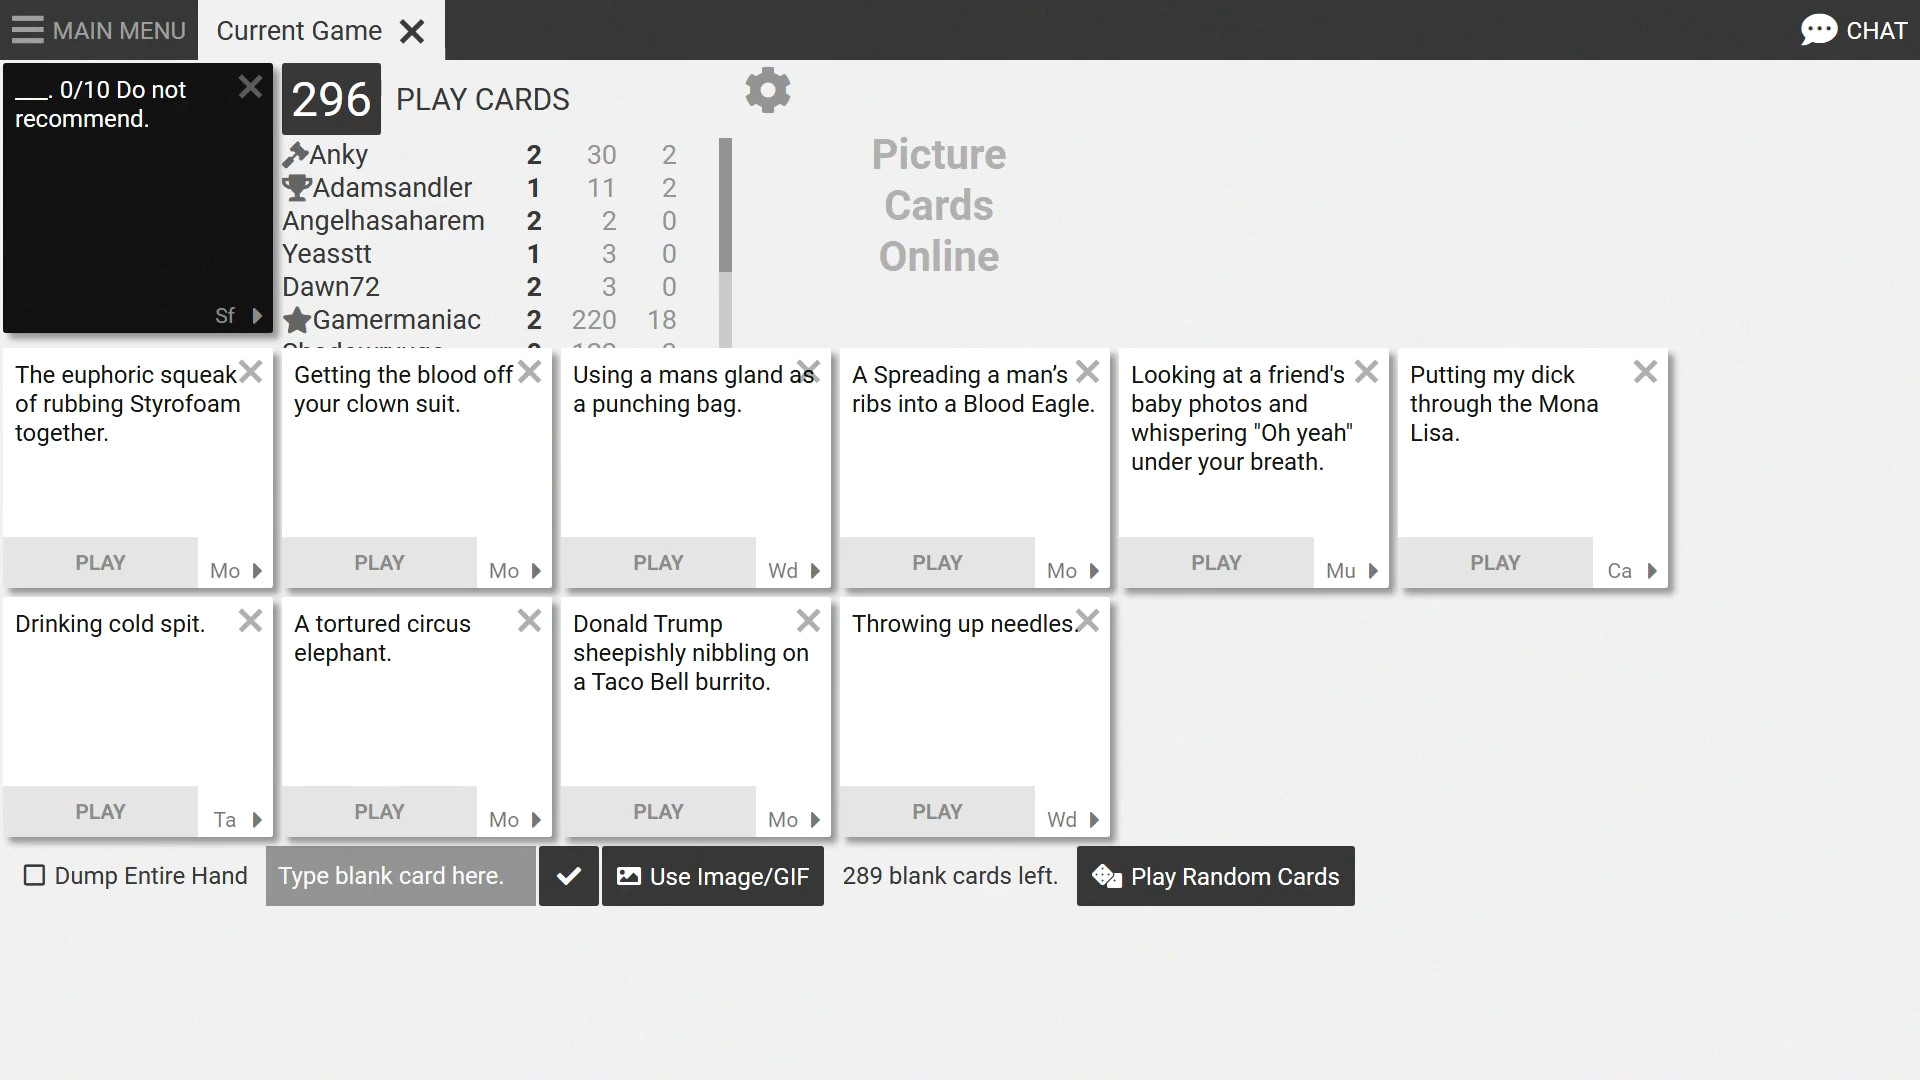 MAIN MENU
Current Game
CHAT
___. 0/10 Do not
recommend.
Sf
296
PLAY CARDS
Anky 2 30 2
Adamsandler 1 11 2
Angelhasaharem 2 2 0
Yeasstt 1 3 0
Dawn72 2 3 0
Gamermaniac 2 220 18
Picture
Cards
Online
The euphoric squeak
of rubbing Styrofoam
together.
PLAY
Mo
Getting the blood off
your clown suit.
PLAY
Mo
Using a mans gland as
a punching bag.
PLAY
Wd
A Spreading a man’s
ribs into a Blood Eagle.
PLAY
Mo
Looking at a friend's
baby photos and
whispering "Oh yeah"
under your breath.
PLAY
Mu
Putting my dick
through the Mona
Lisa.
PLAY
Ca
Drinking cold spit.
PLAY
Ta
A tortured circus
elephant.
PLAY
Mo
Donald Trump
sheepishly nibbling on
a Taco Bell burrito.
PLAY
Mo
Throwing up needles.
PLAY
Wd
Dump Entire Hand
Type blank card here.
Use Image/GIF
289 blank cards left.
Play Random Cards